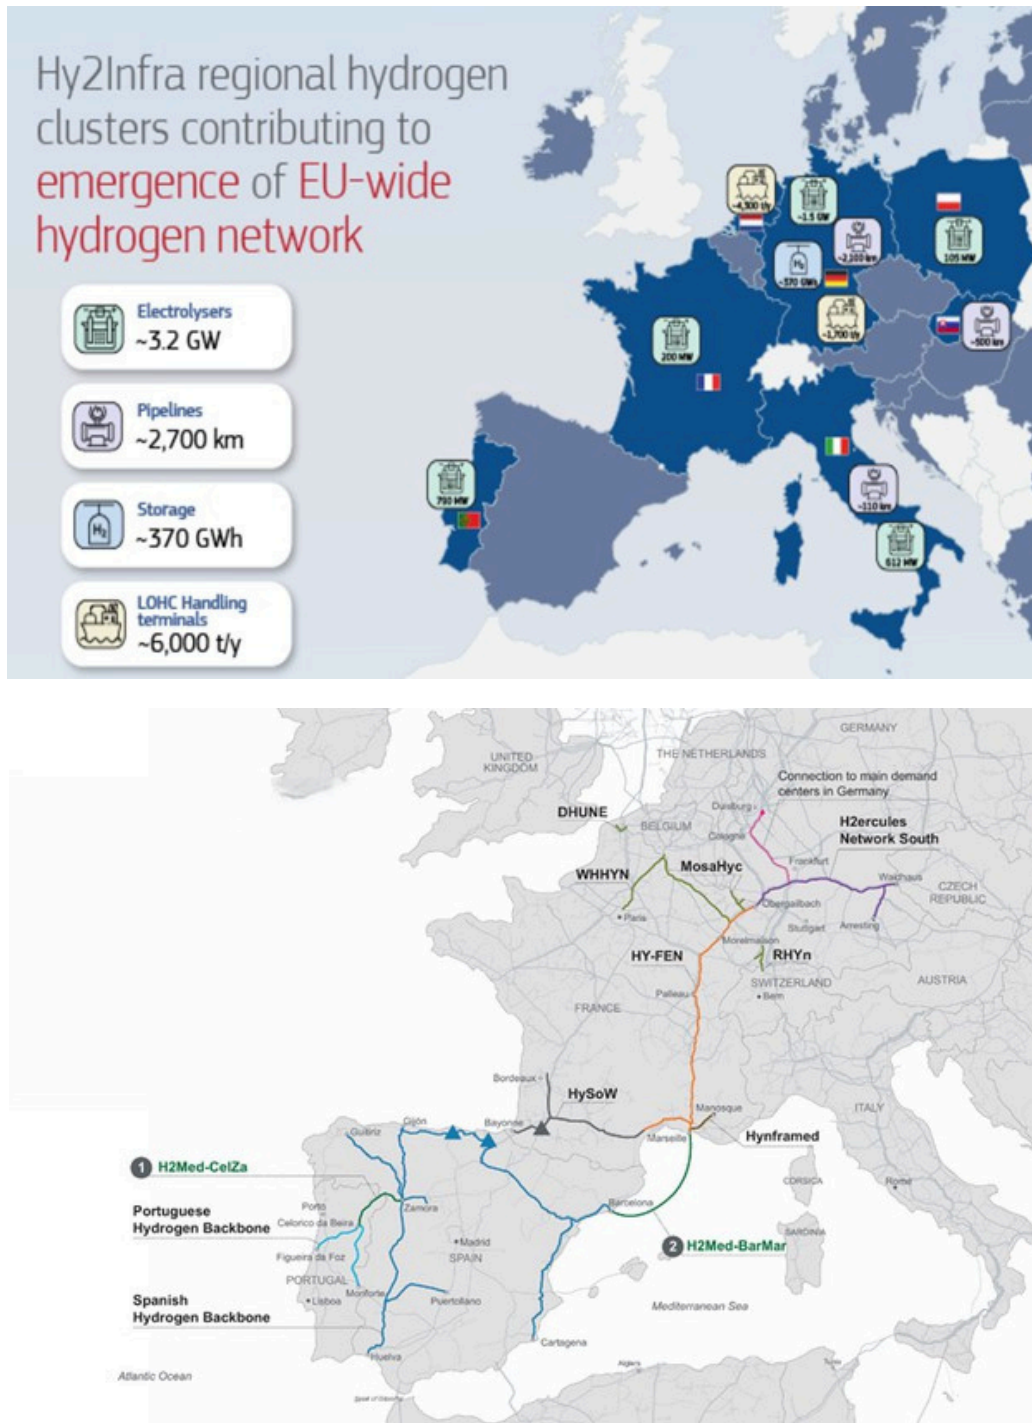 Hy2Infra regional hydrogen
clusters contributing to
emergence of EU-wide
hydrogen network
Electrolysers
~3.2 GW
Pipelines
~2,700 km
Storage
H₂
~370 GWh
LOHC Handling
terminals
~6,000 t/y
~4,300 t/y
~1.5 GW
~2,100 km
105 MW
H₂
~370 GWh
~1,700 t/y
~500 km
200 MW
~110 km
612 MW
GERMANY
UNITED
KINGDOM
THE NETHERLANDS
Connection to main demand
centers in Germany
Duisburg
DHUNE
BELGIUM
Cologne
H2ercules
Network South
WHHYN
MosaHyc
Frankfurt
Waidhaus
CZECH
REPUBLIC
Paris
Obergailbach
Stuttgart
Arresting
Morelmaison
HY-FEN
RHYn
SWITZERLAND
AUSTRIA
Palleau
Bern
FRANCE
Bordeaux
HySoW
Manosque
ITALY
Gijón
Bayonne
Guitiriz
Marseille
Hynframed
1 H2Med-CelZa
CORSICA
Rome
Portuguese
Hydrogen Backbone
Porto
Zamora
Barcelona
Celorico da Beira
SARDINIA
Madrid
2 H2Med-BarMar
Figueira da Foz
SPAIN
PORTUGAL
Monforte
Lisboa
Puertollano
Mediterranean Sea
Spanish
Hydrogen Backbone
Cartagena
Huelva
Atlantic Ocean
Algiers
Tunis